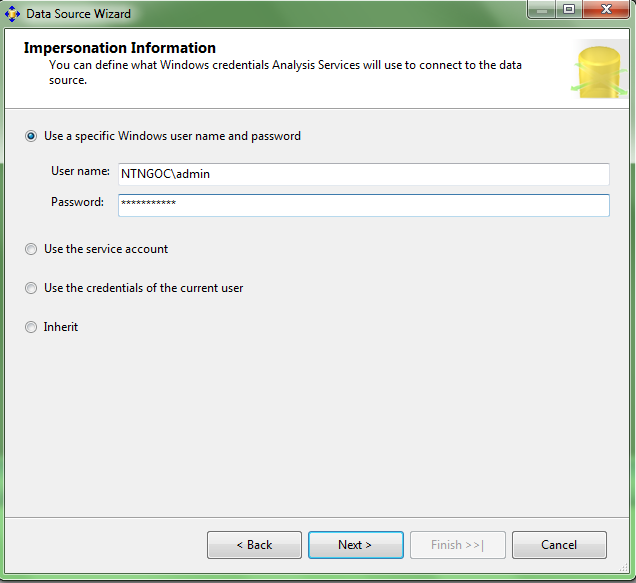 Data Source Wizard
Impersonation Information
You can define what Windows credentials Analysis Services will use to connect to the data
source.
Use a specific Windows user name and password
User name: NTNGOC\admin
Password: ***********
Use the service account
Use the credentials of the current user
Inherit
< Back Next > Finish >>| Cancel